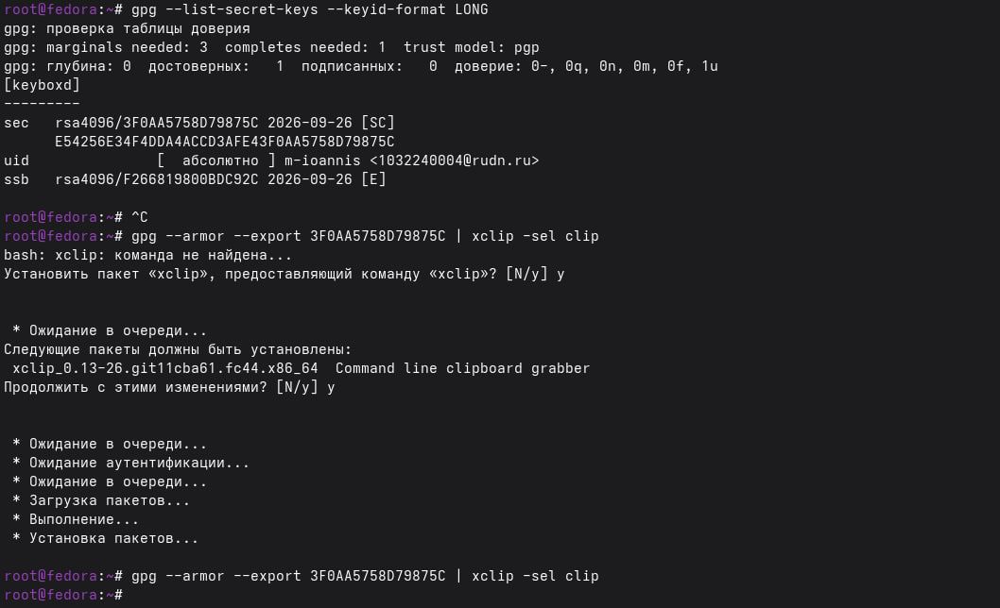 root@fedora:~# gpg --list-secret-keys --keyid-format LONG
gpg: проверка таблицы доверия
gpg: marginals needed: 3  completes needed: 1  trust model: pgp
gpg: глубина: 0  достоверных:   1  подписанных:   0  доверие: 0-, 0q, 0n, 0m, 0f, 1u
[keyboxd]
---------
sec   rsa4096/3F0AA5758D79875C 2026-09-26 [SC]
      E54256E34F4DDA4ACCD3AFE43F0AA5758D79875C
uid               [  абсолютно ] m-ioannis <1032240004@rudn.ru>
ssb   rsa4096/F266819800BDC92C 2026-09-26 [E]
root@fedora:~# ^C
root@fedora:~# gpg --armor --export 3F0AA5758D79875C | xclip -sel clip
bash: xclip: команда не найдена...
Установить пакет «xclip», предоставляющий команду «xclip»? [N/y] y
 * Ожидание в очереди...
Следующие пакеты должны быть установлены:
 xclip_0.13-26.git11cba61.fc44.x86_64  Command line clipboard grabber
Продолжить с этими изменениями? [N/y] y
 * Ожидание в очереди...
 * Ожидание аутентификации...
 * Ожидание в очереди...
 * Загрузка пакетов...
 * Выполнение...
 * Установка пакетов...
root@fedora:~# gpg --armor --export 3F0AA5758D79875C | xclip -sel clip
root@fedora:~#